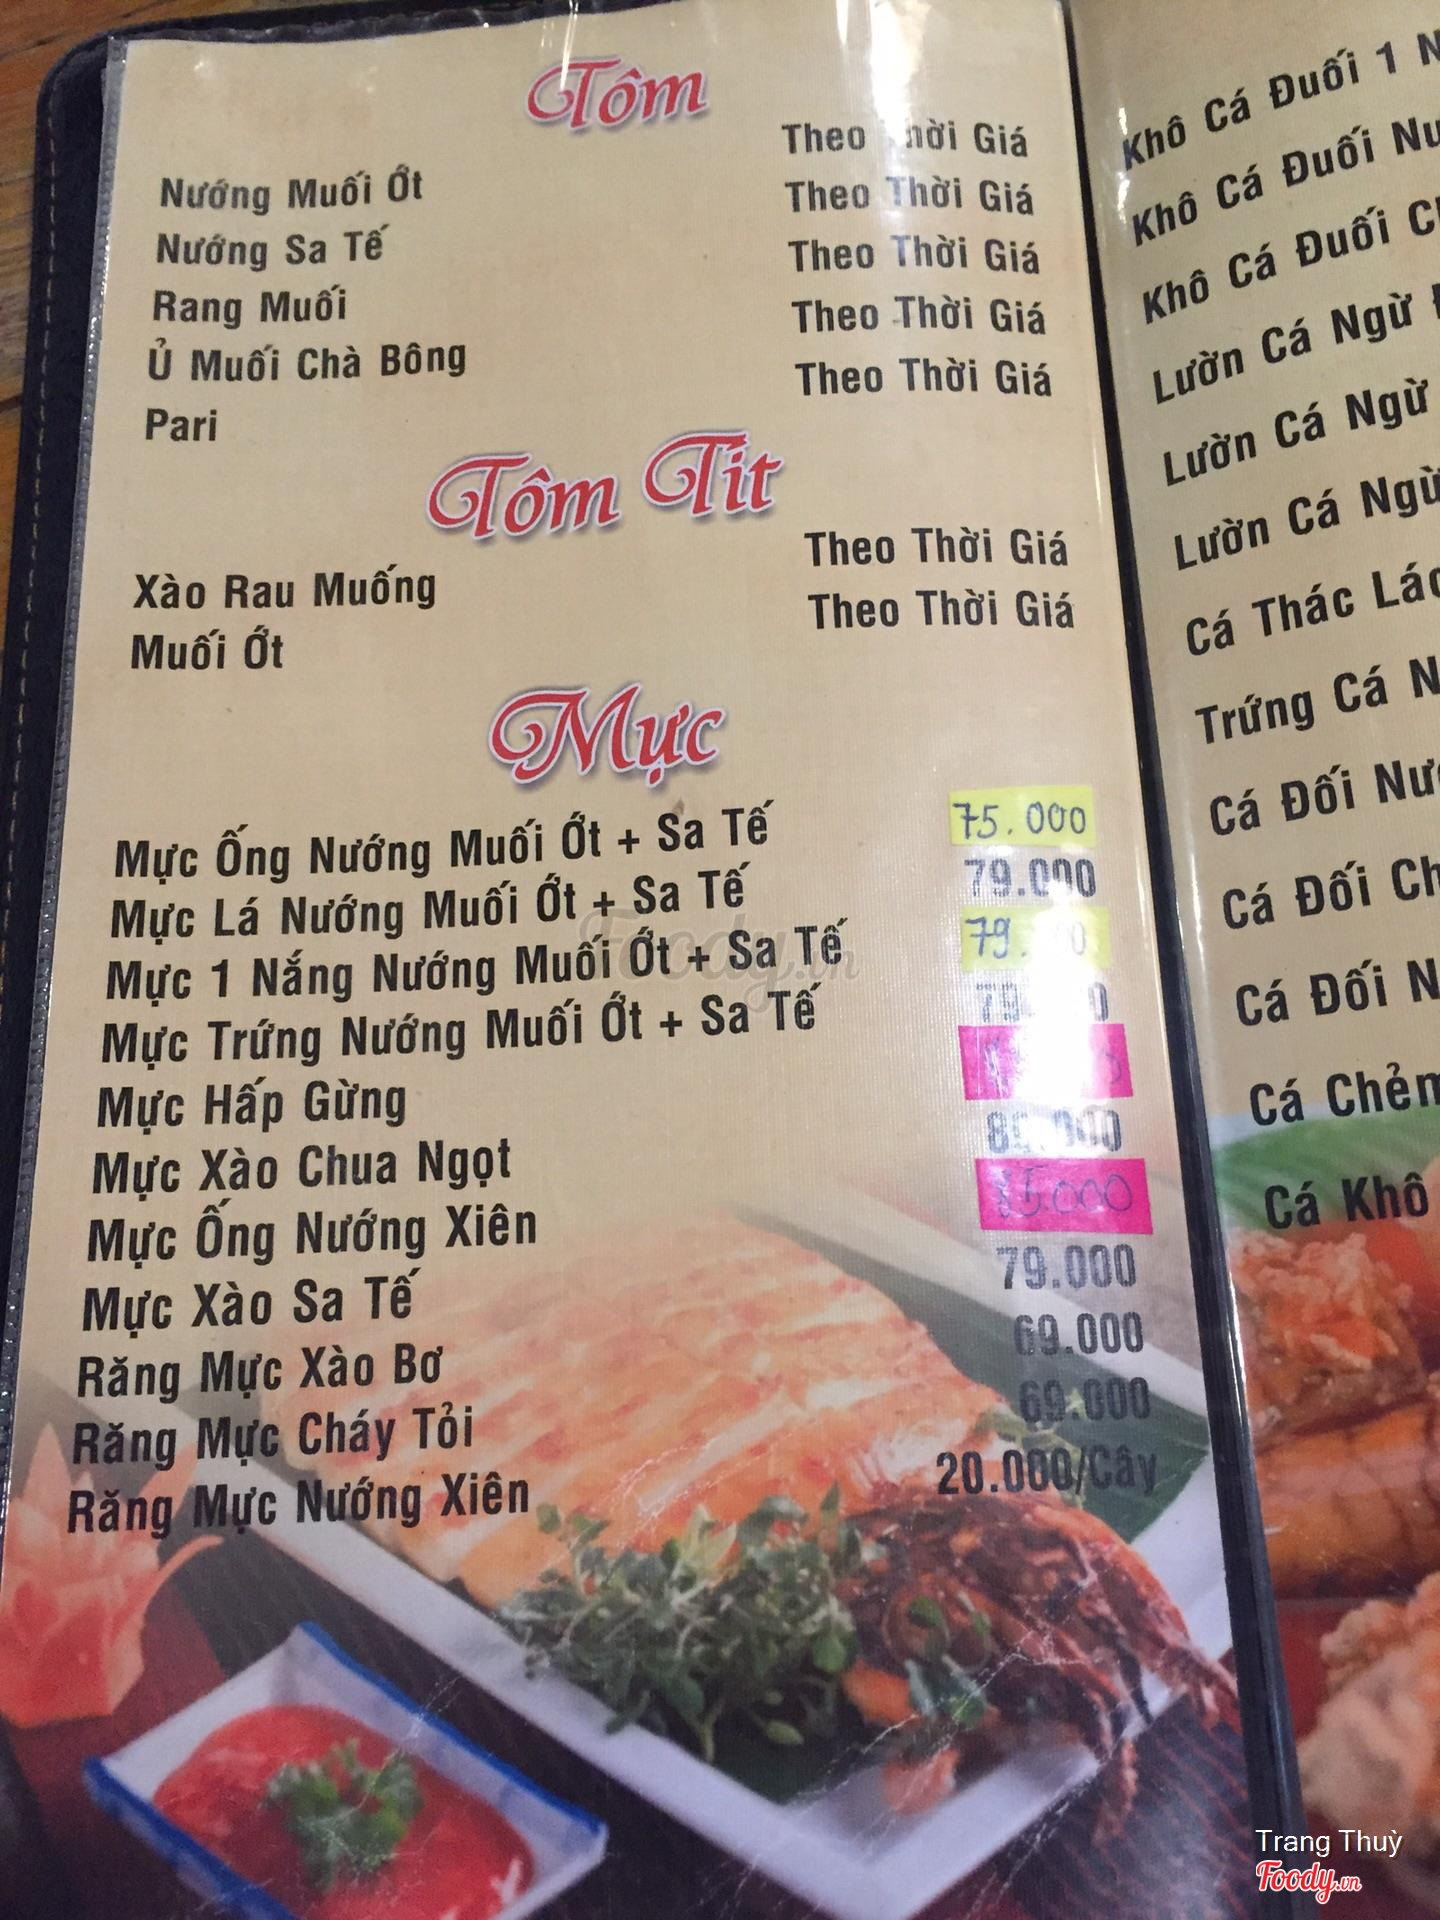 Tôm
Nướng Muối Ớt Theo Thời Giá
Nướng Sa Tế Theo Thời Giá
Rang Muối Theo Thời Giá
Ủ Muối Chà Bông Theo Thời Giá
Pari Theo Thời Giá
Tôm Tít
Xào Rau Muống Theo Thời Giá
Muối Ớt Theo Thời Giá
Mực
Mực Ống Nướng Muối Ớt + Sa Tế 75.000
Mực Lá Nướng Muối Ớt + Sa Tế 79.000
Mực 1 Nắng Nướng Muối Ớt + Sa Tế
Mực Trứng Nướng Muối Ớt + Sa Tế
Mực Hấp Gừng
Mực Xào Chua Ngọt
Mực Ống Nướng Xiên
Mực Xào Sa Tế 79.000
Răng Mực Xào Bơ 69.000
Răng Mực Cháy Tỏi 69.000
Răng Mực Nướng Xiên 20.000/Cây
Khô Cá Đuối 1
Khô Cá Đuối
Khô Cá Đuối
Lườn Cá Ngừ
Lườn Cá Ngừ
Lườn Cá Ngừ
Cá Thác
Trứng Cá
Cá Đối
Cá Đối
Cá Đối
Cá
Cá Khô
Foody.vn
Trang Thuỳ
Foody.vn